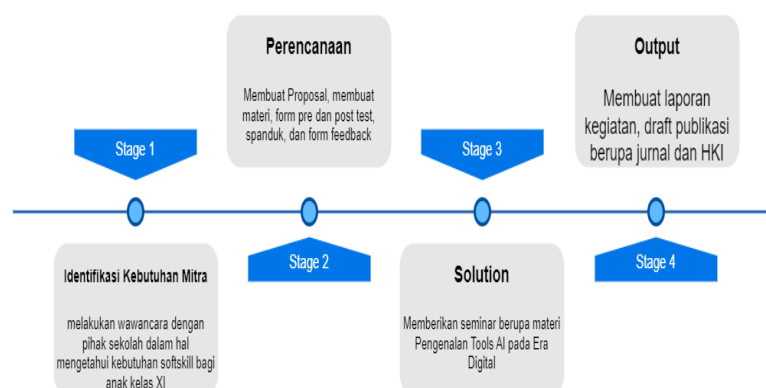 Stage 1
Identifikasi Kebutuhan Mitra
melakukan wawancara dengan
pihak sekolah dalam hal
mengetahui kebutuhan softskill bagi
anak kelas XI
Perencanaan
Membuat Proposal, membuat
materi, form pre dan post test,
spanduk, dan form feedback
Stage 2
Stage 3
Solution
Memberikan seminar berupa materi
Pengenalan Tools AI pada Era
Digital
Output
Membuat laporan
kegiatan, draft publikasi
berupa jurnal dan HKI
Stage 4